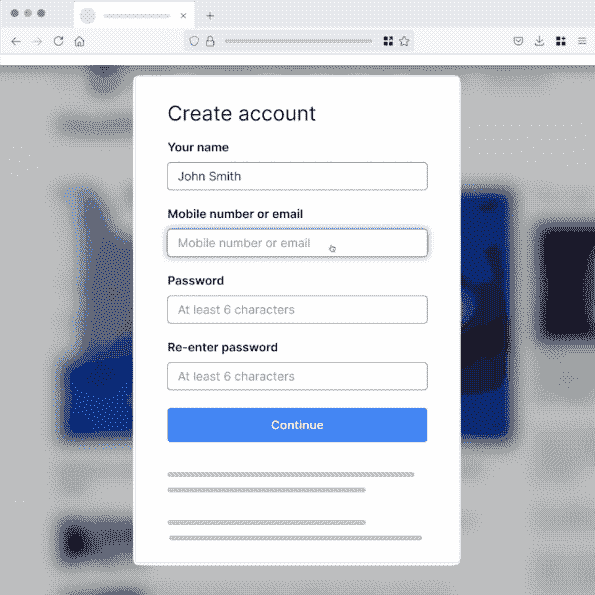 Create account
Your name
John Smith
Mobile number or email
Mobile number or email
Password
At least 6 characters
Re-enter password
At least 6 characters
Continue